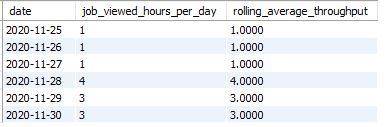 date job_viewed_hours_per_day rolling_average_throughput
2020-11-25 1 1.0000
2020-11-26 1 1.0000
2020-11-27 1 1.0000
2020-11-28 4 4.0000
2020-11-29 3 3.0000
2020-11-30 3 3.0000